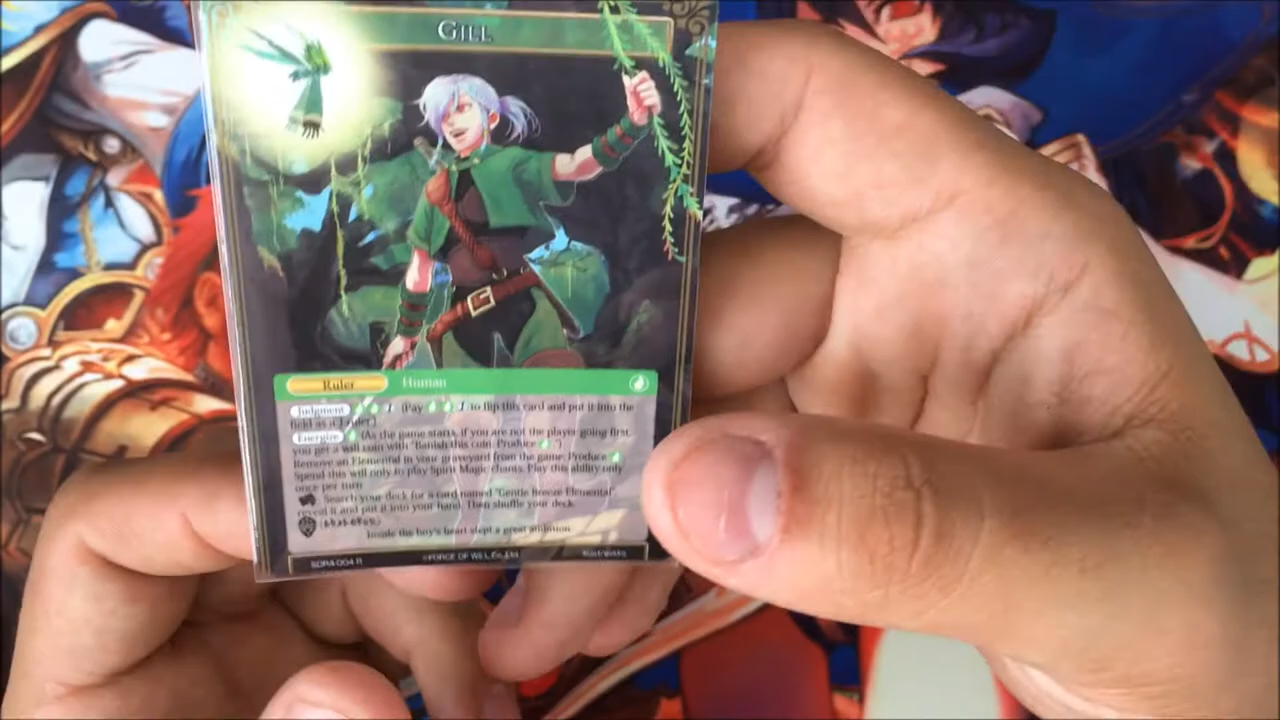 GILL
Ruler Human
Judgment (Pay to flip this card and put it into the
field as a J-ruler.)
Energize (As the game starts, if you are not the player going first,
you get a will coin with "Banish this coin: Produce .")
Remove an Elemental in your graveyard from the game: Produce
Spend this will only to play Spirit Magic chants. Play this ability only
once per turn.
Search your deck for a card named "Gentle Breeze Elemental",
reveal it and put it into your hand. Then shuffle your deck.
Inside the boy's heart slept a great ambition.
SDR4-004 R ©FORCE OF WILL Co.,Ltd.